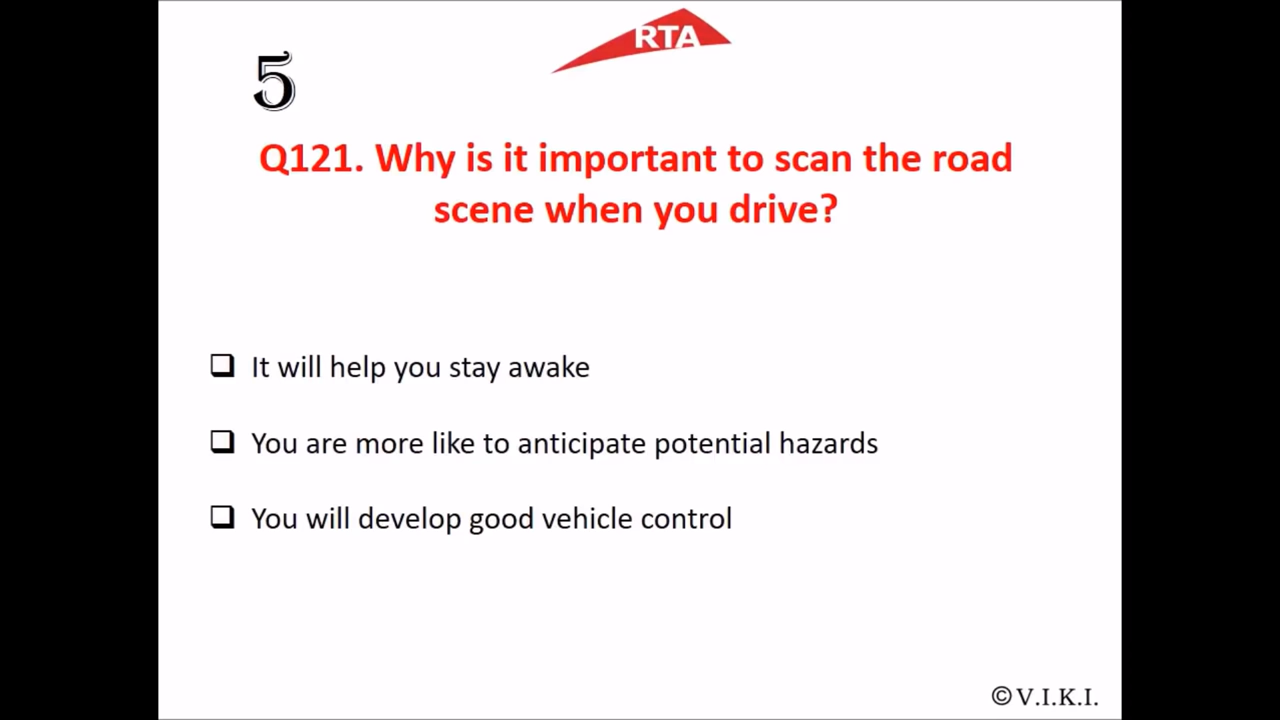 RTA
5
Q121. Why is it important to scan the road
scene when you drive?
It will help you stay awake
You are more like to anticipate potential hazards
You will develop good vehicle control
©V.I.K.I.